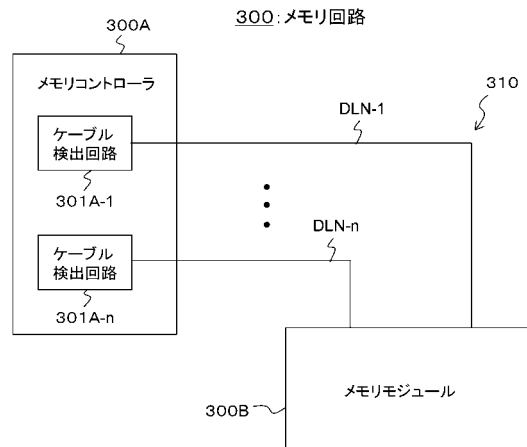 300:メモリ回路
300A
メモリコントローラ
310
DLN-1
ケーブル
検出回路
301A-1
DLN-n
ケーブル
検出回路
301A-n
メモリモジュール
300B